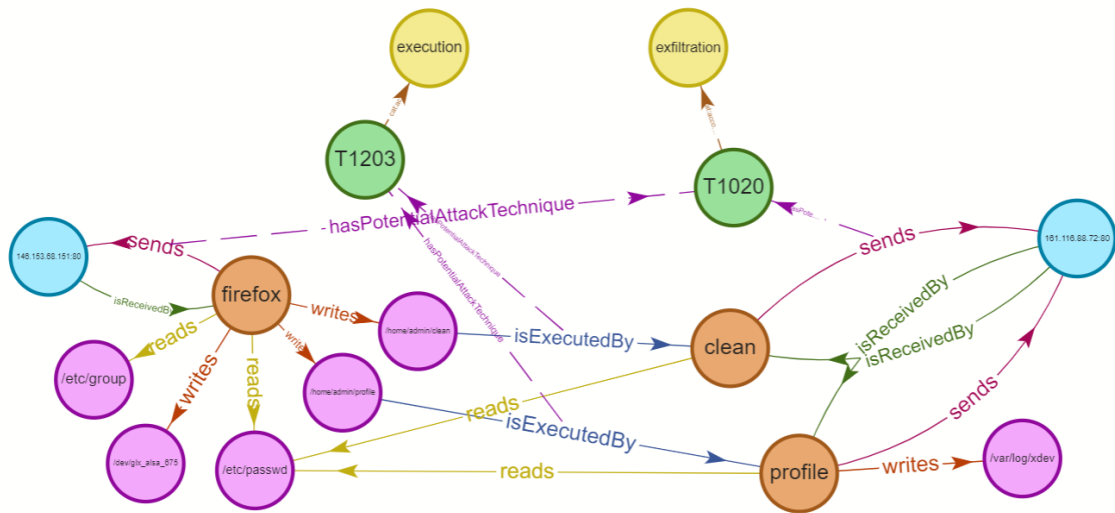 execution
exfiltration
T1203
T1020
hasPotentialAttackTechnique
sends
146.153.68.151:80
161.116.88.72:80
sends
isReceivedBy
firefox
hasPotentialAttackTechnique
writes
/home/admin/clean
isExecutedBy
clean
isReceivedBy
isReceivedBy
reads
/etc/group
writes
reads
write
/home/admin/profile
isExecutedBy
reads
sends
/etc/passwd
reads
profile
writes
/var/log/xdev